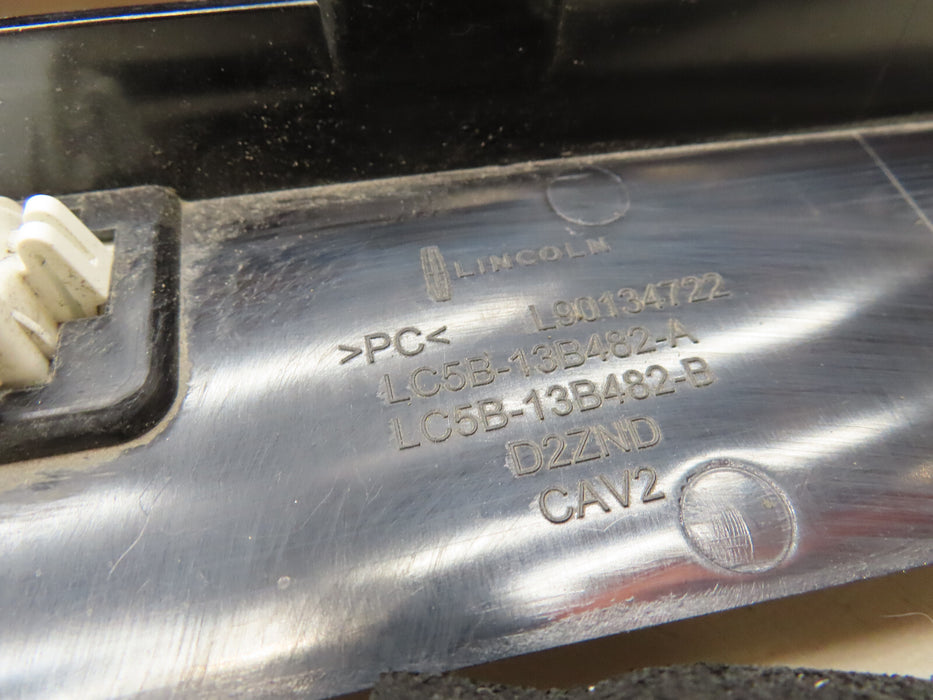 LINCOLN
>PC< L90134722
LC5B-13B482-A
LC5B-13B482-B
D2ZND
CAV2